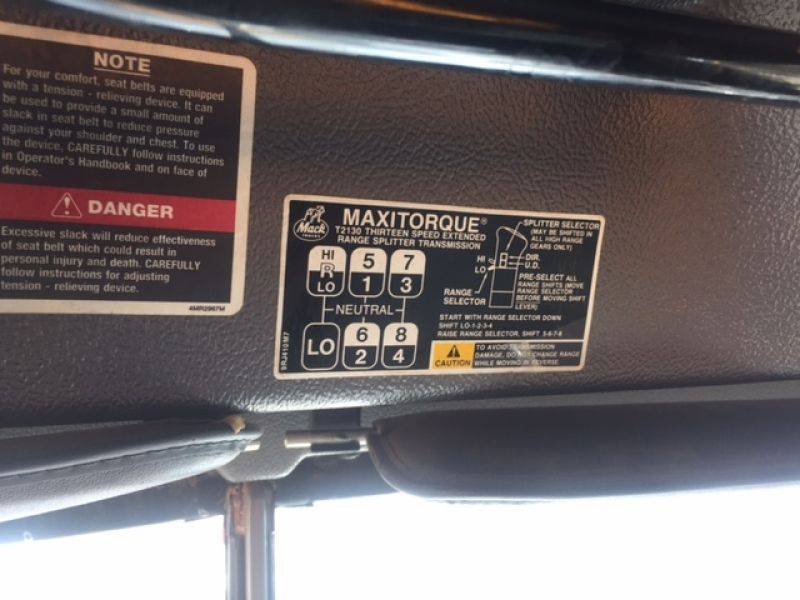 NOTE
For your comfort, seat belts are equipped
with a tension - relieving device. It can
be used to provide a small amount of
slack in seat belt to reduce pressure
against your shoulder and chest. To use
the device, CAREFULLY follow instructions
in Operator's Handbook and on face of
device.
DANGER
Excessive slack will reduce effectiveness
of seat belt which could result in
personal injury and death. CAREFULLY
follow instructions for adjusting
tension - relieving device.
Mack
MAXITORQUE®
T2130 THIRTEEN SPEED EXTENDED
RANGE SPLITTER TRANSMISSION
HI
R
LO
5
1
7
3
NEUTRAL
LO
6
2
8
4
SPLITTER SELECTOR
(MAY BE SHIFTED IN
ALL HIGH RANGE
GEARS ONLY)
HI
LO
DIR.
U.D.
RANGE
SELECTOR
PRE-SELECT ALL
RANGE SHIFTS (MOVE
RANGE SELECTOR
BEFORE MOVING SHIFT
LEVER)
START WITH RANGE SELECTOR DOWN
SHIFT LO-1-2-3-4
RAISE RANGE SELECTOR, SHIFT 5-6-7-8
CAUTION
TO AVOID TRANSMISSION
DAMAGE, DO NOT CHANGE RANGE
WHILE MOVING IN REVERSE